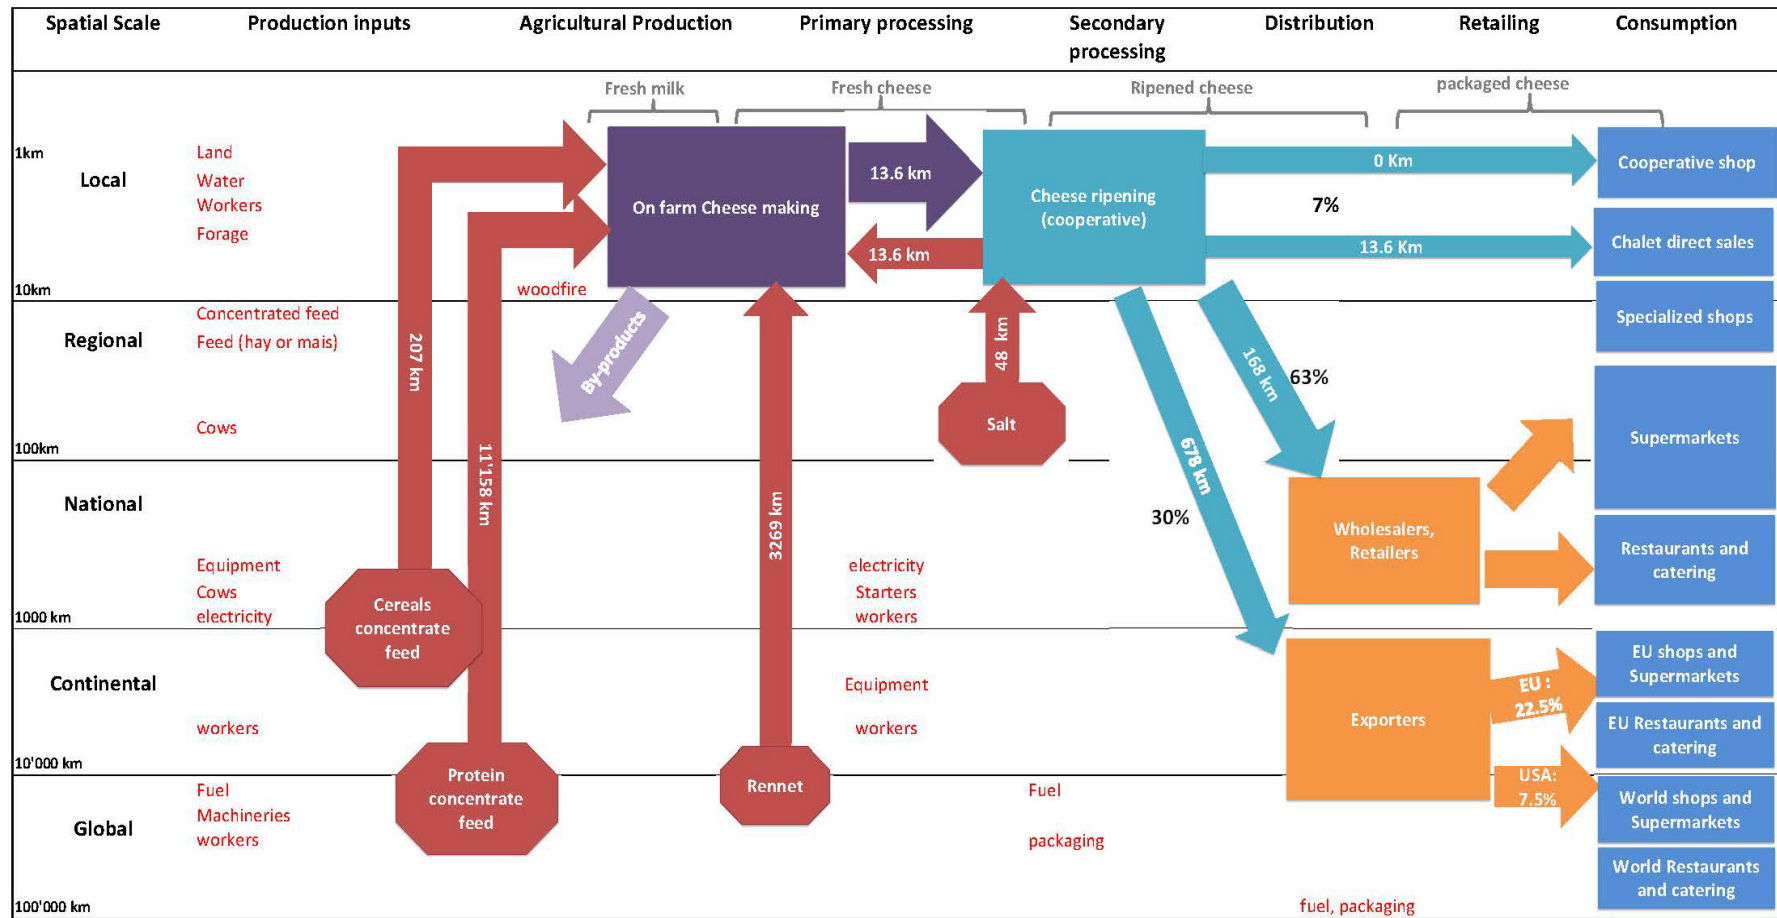 Spatial Scale
Production inputs
Agricultural Production
Primary processing
Secondary
processing
Distribution
Retailing
Consumption
Fresh milk
Fresh cheese
Ripened cheese
packaged cheese
1km
Local
Land
Water
Workers
Forage
woodfire
On farm Cheese making
13.6 km
13.6 km
Cheese ripening
(cooperative)
0 Km
7%
13.6 Km
Cooperative shop
Chalet direct sales
10km
Regional
Concentrated feed
Feed (hay or mais)
Cows
207 km
By-products
48 km
Salt
168 km
63%
Specialized shops
Supermarkets
100km
National
11'158 km
3269 km
678 km
30%
Wholesalers,
Retailers
Restaurants and
catering
Equipment
Cows
electricity
electricity
Starters
workers
1000 km
Cereals
concentrate
feed
Continental
workers
Equipment
workers
Exporters
EU :
22.5%
EU shops and
Supermarkets
EU Restaurants and
catering
10'000 km
Global
Fuel
Machineries
workers
Protein
concentrate
feed
Rennet
Fuel
packaging
USA:
7.5%
World shops and
Supermarkets
World Restaurants
and catering
100'000 km
fuel, packaging